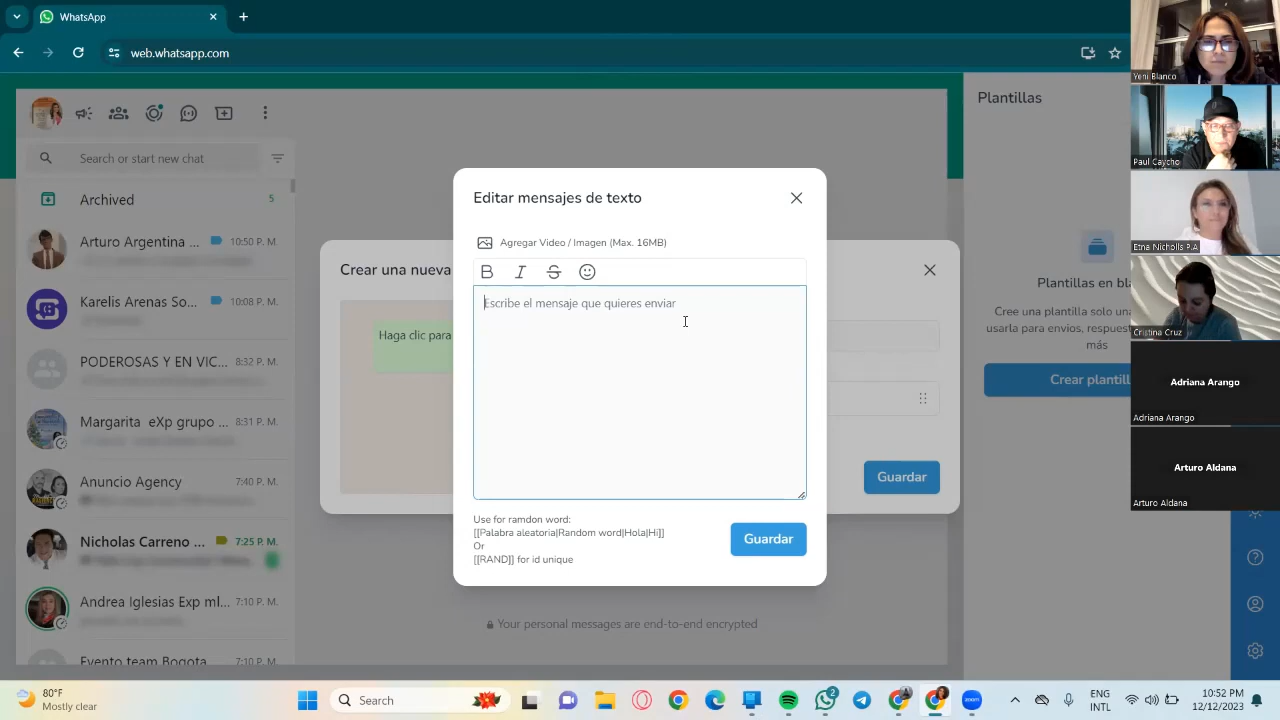 WhatsApp
web.whatsapp.com
Search or start new chat
Archived
5
Arturo Argentina ...
10:50 P. M.
Karelis Arenas So...
10:08 P. M.
PODEROSAS Y EN VIC...
8:32 P. M.
Margarita eXp grupo ...
8:31 P. M.
Anuncio Agency
7:40 P. M.
Nicholls Carreno ...
7:25 P. M.
Andrea Iglesias Exp ml...
7:10 P. M.
Evento team Bogota
7:10 P. M.
Crear una nueva
Haga clic para
Guardar
Editar mensajes de texto
Agregar Video / Imagen (Max. 16MB)
B I S
Escribe el mensaje que quieres enviar
Use for ramdon word:
[[Palabra aleatoria|Random word|Hola|Hi]]
Or
[[RAND]] for id unique
Guardar
Your personal messages are end-to-end encrypted
Plantillas
Plantillas en bla
Cree una plantilla solo una
usarla para envíos, respues
más
Crear plantill
Yeni Blanco
Paul Caycho
Etna Nicholls P.A
Cristina Cruz
Adriana Arango
Adriana Arango
Arturo Aldana
Arturo Aldana
80°F
Mostly clear
Search
2
ENG
INTL
10:52 PM
12/12/2023